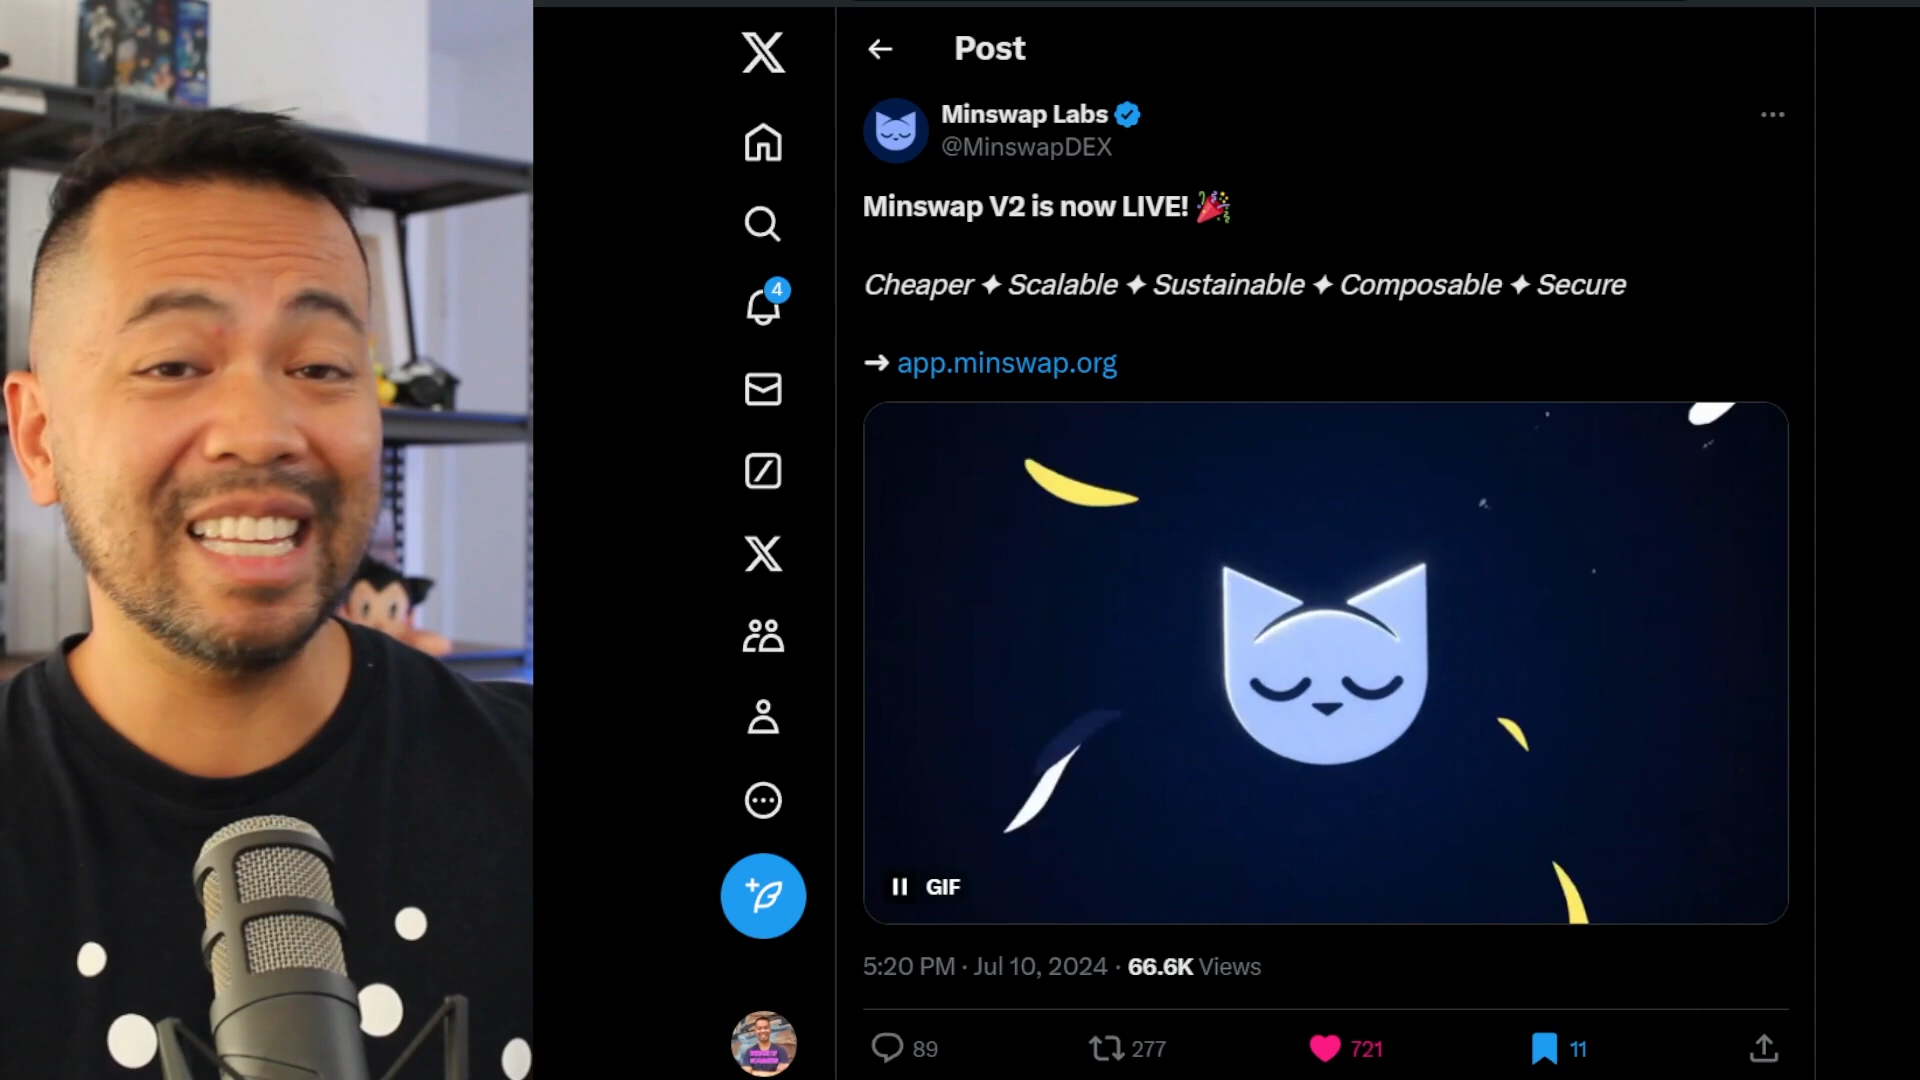 Post
Minswap Labs
@MinswapDEX
Minswap V2 is now LIVE! 🎉
Cheaper ✦ Scalable ✦ Sustainable ✦ Composable ✦ Secure
➜ app.minswap.org
4
GIF
5:20 PM · Jul 10, 2024 · 66.6K Views
89 277 721 11